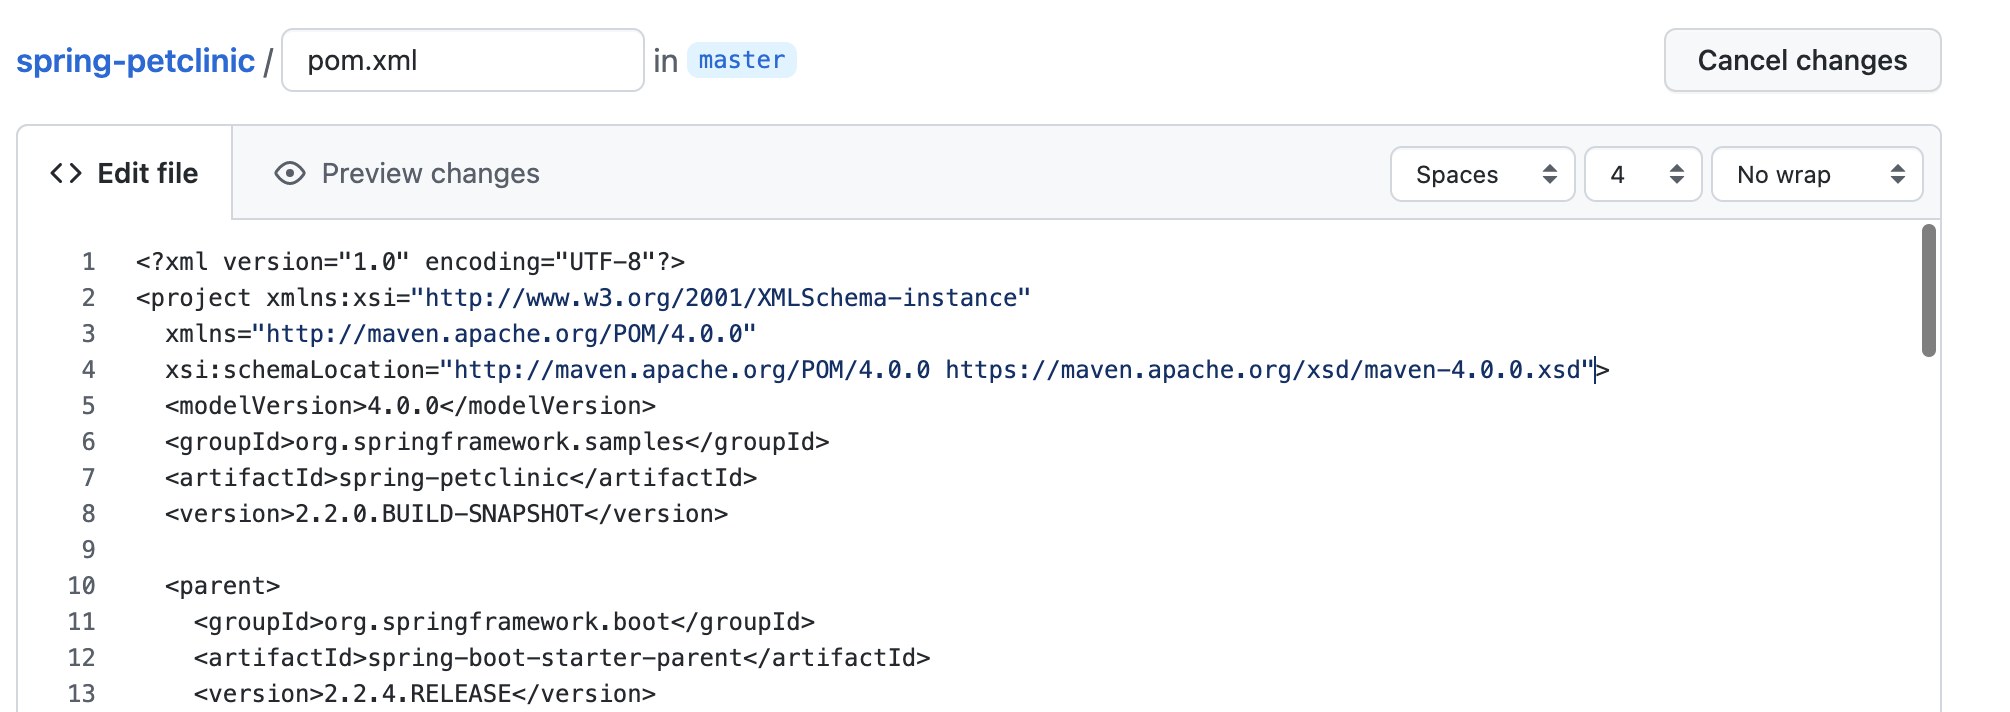 spring-petclinic / pom.xml in master Cancel changes
<> Edit file Preview changes Spaces 4 No wrap
1 <?xml version="1.0" encoding="UTF-8"?>
2 <project xmlns:xsi="http://www.w3.org/2001/XMLSchema-instance"
3 xmlns="http://maven.apache.org/POM/4.0.0"
4 xsi:schemaLocation="http://maven.apache.org/POM/4.0.0 https://maven.apache.org/xsd/maven-4.0.0.xsd">
5 <modelVersion>4.0.0</modelVersion>
6 <groupId>org.springframework.samples</groupId>
7 <artifactId>spring-petclinic</artifactId>
8 <version>2.2.0.BUILD-SNAPSHOT</version>
9
10 <parent>
11 <groupId>org.springframework.boot</groupId>
12 <artifactId>spring-boot-starter-parent</artifactId>
13 <version>2.2.4.RELEASE</version>